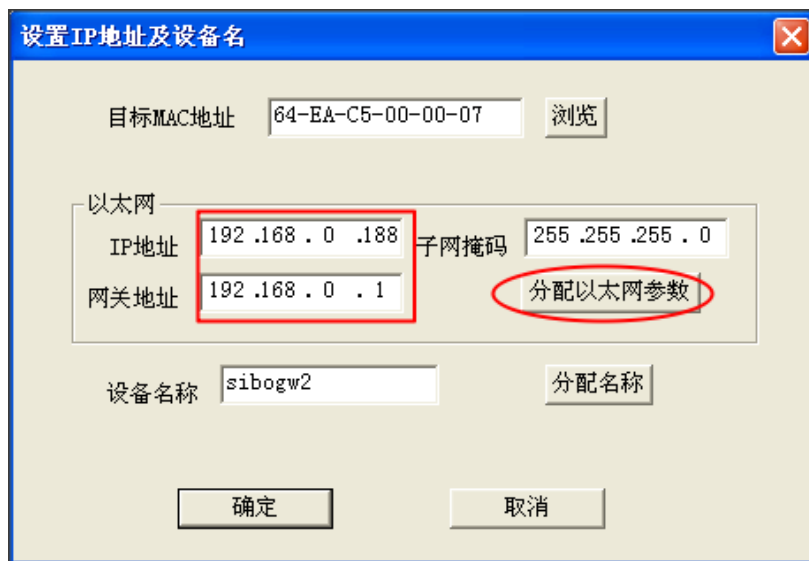 设置IP地址及设备名
目标MAC地址 64-EA-C5-00-00-07 浏览
以太网
IP地址 192 .168 . 0 .188 子网掩码 255 .255 .255 . 0
网关地址 192 .168 . 0 . 1 分配以太网参数
设备名称 sibogw2 分配名称
确定 取消